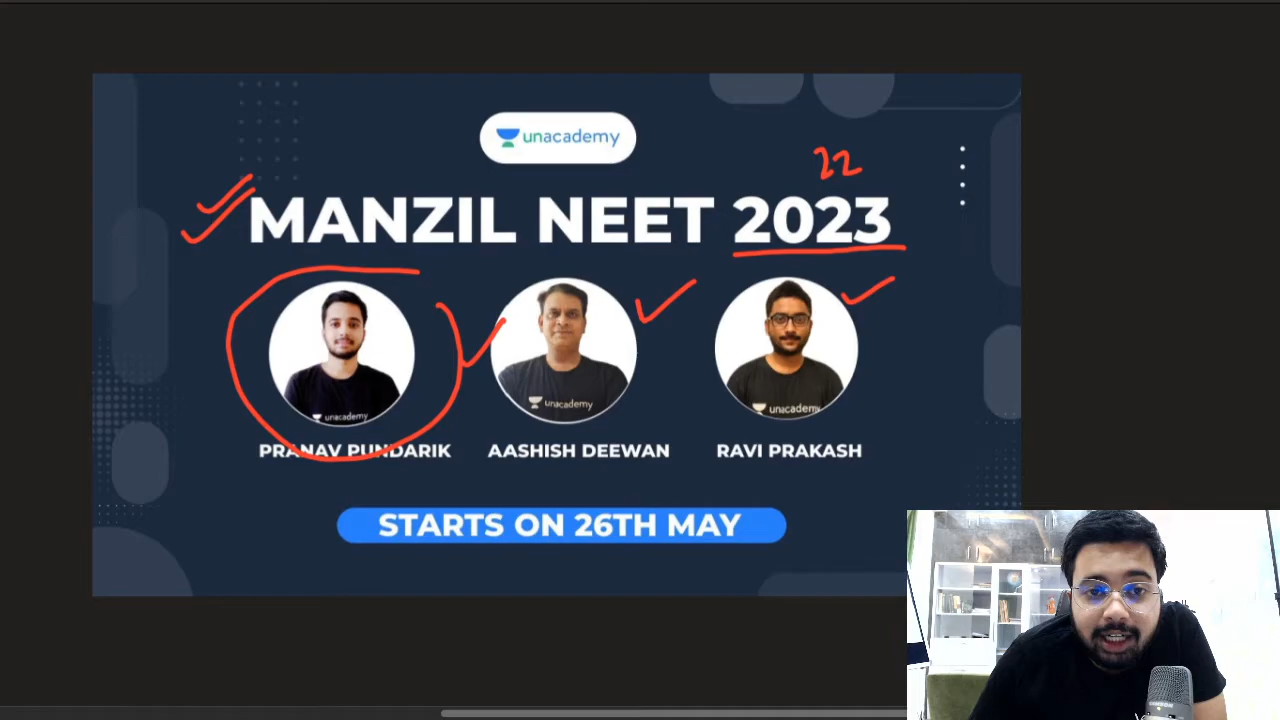 unacademy
22
MANZIL NEET 2023
unacademy
unacademy
unacademy
PRANAV PUNDARIK
AASHISH DEEWAN
RAVI PRAKASH
STARTS ON 26TH MAY